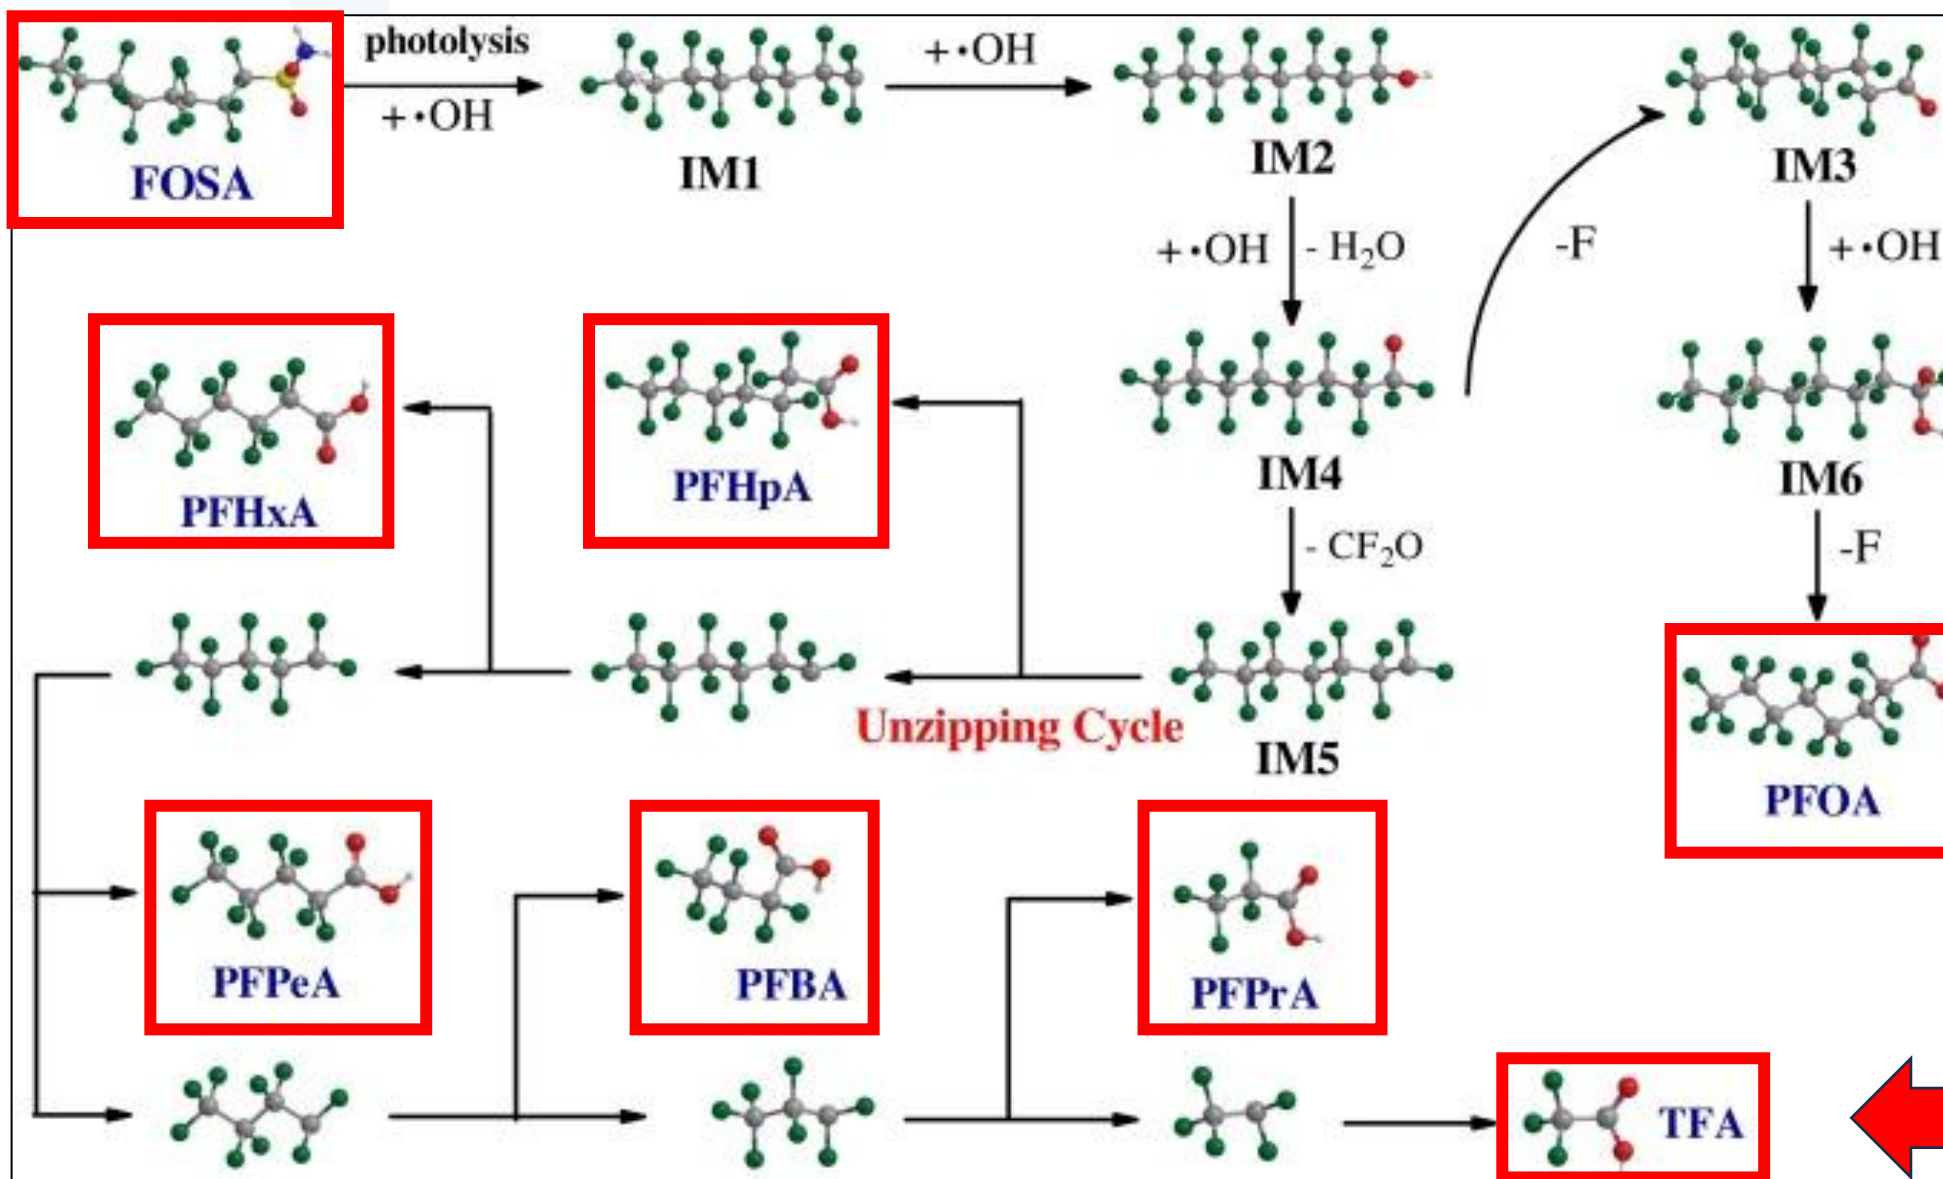 photolysis
+•OH
FOSA
IM1
+•OH
IM2
IM3
+•OH - H₂O
-F
+•OH
PFHxA
PFHpA
IM4
IM6
- CF₂O
-F
Unzipping Cycle
IM5
PFOA
PFPeA
PFBA
PFPrA
TFA